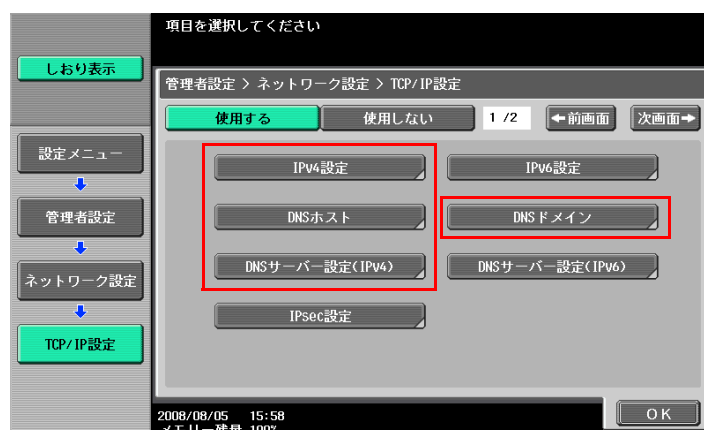 項目を選択してください
しおり表示
管理者設定 > ネットワーク設定 > TCP/IP設定
使用する
使用しない
1 /2
←前画面
次画面→
設定メニュー
管理者設定
ネットワーク設定
TCP/IP設定
IPv4設定
IPv6設定
DNSホスト
DNSドメイン
DNSサーバー設定(IPv4)
DNSサーバー設定(IPv6)
IPsec設定
2008/08/05 15:58
メモリー残量 100%
OK